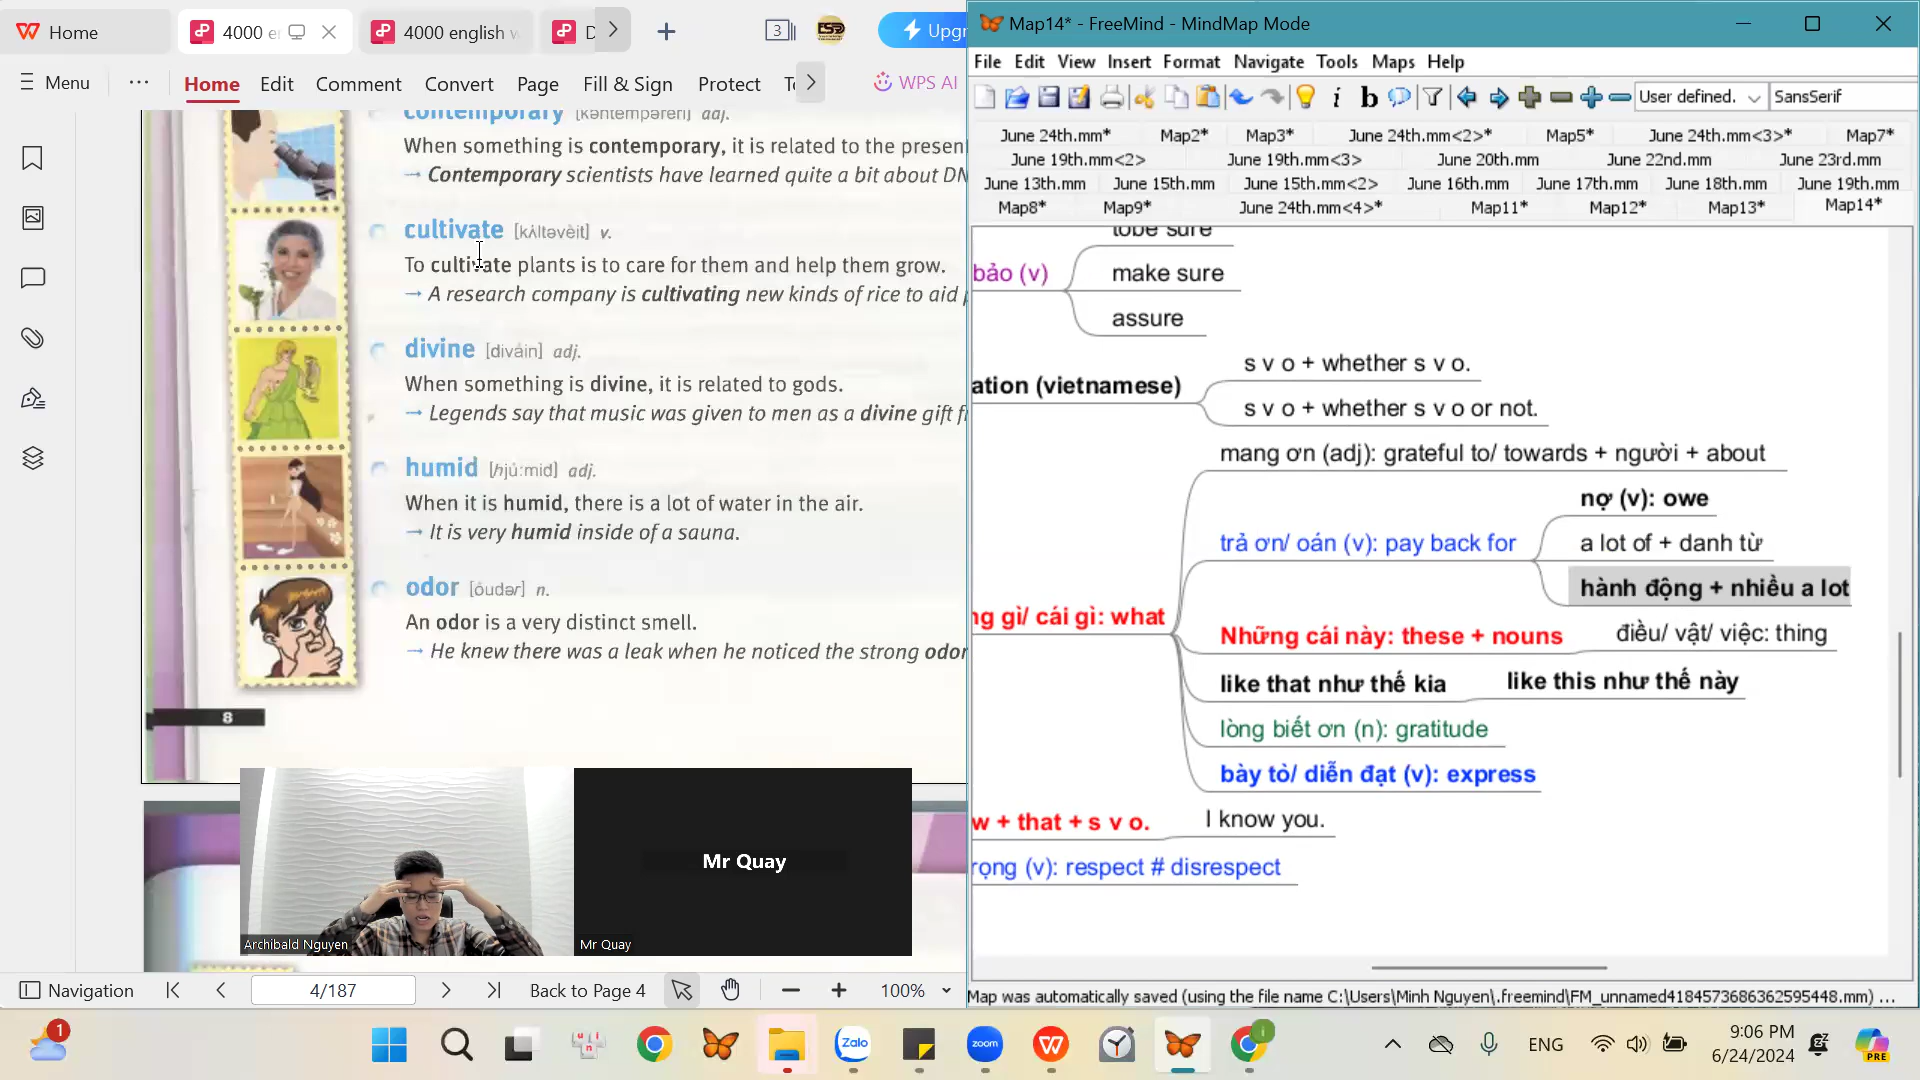 Home
4000 e
4000 english w
D
3
Upgr
Menu
Home
Edit
Comment
Convert
Page
Fill & Sign
Protect
WPS AI
contemporary adj.
When something is contemporary, it is related to the presen
→ Contemporary scientists have learned quite a bit about DN
cultivate [kʌ́ltəvèit] v.
To cultivate plants is to care for them and help them grow.
→ A research company is cultivating new kinds of rice to aid p
divine [diváin] adj.
When something is divine, it is related to gods.
→ Legends say that music was given to men as a divine gift f
humid [hjú:mid] adj.
When it is humid, there is a lot of water in the air.
→ It is very humid inside of a sauna.
odor [óudər] n.
An odor is a very distinct smell.
→ He knew there was a leak when he noticed the strong odor
8
Mr Quay
Archibald Nguyen
Mr Quay
Navigation
4/187
Back to Page 4
100%
Map14* - FreeMind - MindMap Mode
File Edit View Insert Format Navigate Tools Maps Help
User defined.
SansSerif
June 24th.mm* Map2* Map3* June 24th.mm<2>* Map5* June 24th.mm<3>* Map7*
June 19th.mm<2> June 19th.mm<3> June 20th.mm June 22nd.mm June 23rd.mm
June 13th.mm June 15th.mm June 15th.mm<2> June 16th.mm June 17th.mm June 18th.mm June 19th.mm
Map8* Map9* June 24th.mm<4>* Map11* Map12* Map13* Map14*
tobe sure
bảo (v)
make sure
assure
s v o + whether s v o.
ation (vietnamese)
s v o + whether s v o or not.
mang ơn (adj): grateful to/ towards + người + about
nợ (v): owe
trả ơn/ oán (v): pay back for
a lot of + danh từ
hành động + nhiều a lot
ng gì/ cái gì: what
Những cái này: these + nouns
điều/ vật/ việc: thing
like that như thế kia
like this như thế này
lòng biết ơn (n): gratitude
bày tỏ/ diễn đạt (v): express
w + that + s v o.
I know you.
rọng (v): respect # disrespect
Map was automatically saved (using the file name C:\Users\Minh Nguyen\.freemind\FM_unnamed4184573686362595448.mm) ...
1
Zalo
zoom
ENG
9:06 PM
6/24/2024
PRE